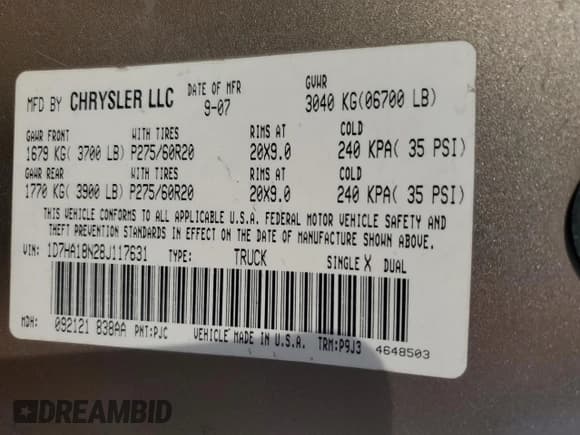 MFD BY CHRYSLER LLC DATE OF MFR 9-07 GVWR 3040 KG(06700 LB)
GAWR FRONT WITH TIRES RIMS AT COLD
1679 KG( 3700 LB) P275/60R20 20X9.0 240 KPA( 35 PSI)
GAWR REAR WITH TIRES RIMS AT COLD
1770 KG( 3900 LB) P275/60R20 20X9.0 240 KPA( 35 PSI)
THIS VEHICLE CONFORMS TO ALL APPLICABLE U.S.A. FEDERAL MOTOR VEHICLE SAFETY AND
THEFT PREVENTION STANDARDS IN EFFECT ON THE DATE OF MANUFACTURE SHOWN ABOVE.
VIN: 1D7HA18N28J117631 TYPE: TRUCK SINGLE X DUAL
MDH: 092121 838AA PNT:PJC VEHICLE MADE IN U.S.A. TRM:P9J3 4648503
DREAMBID